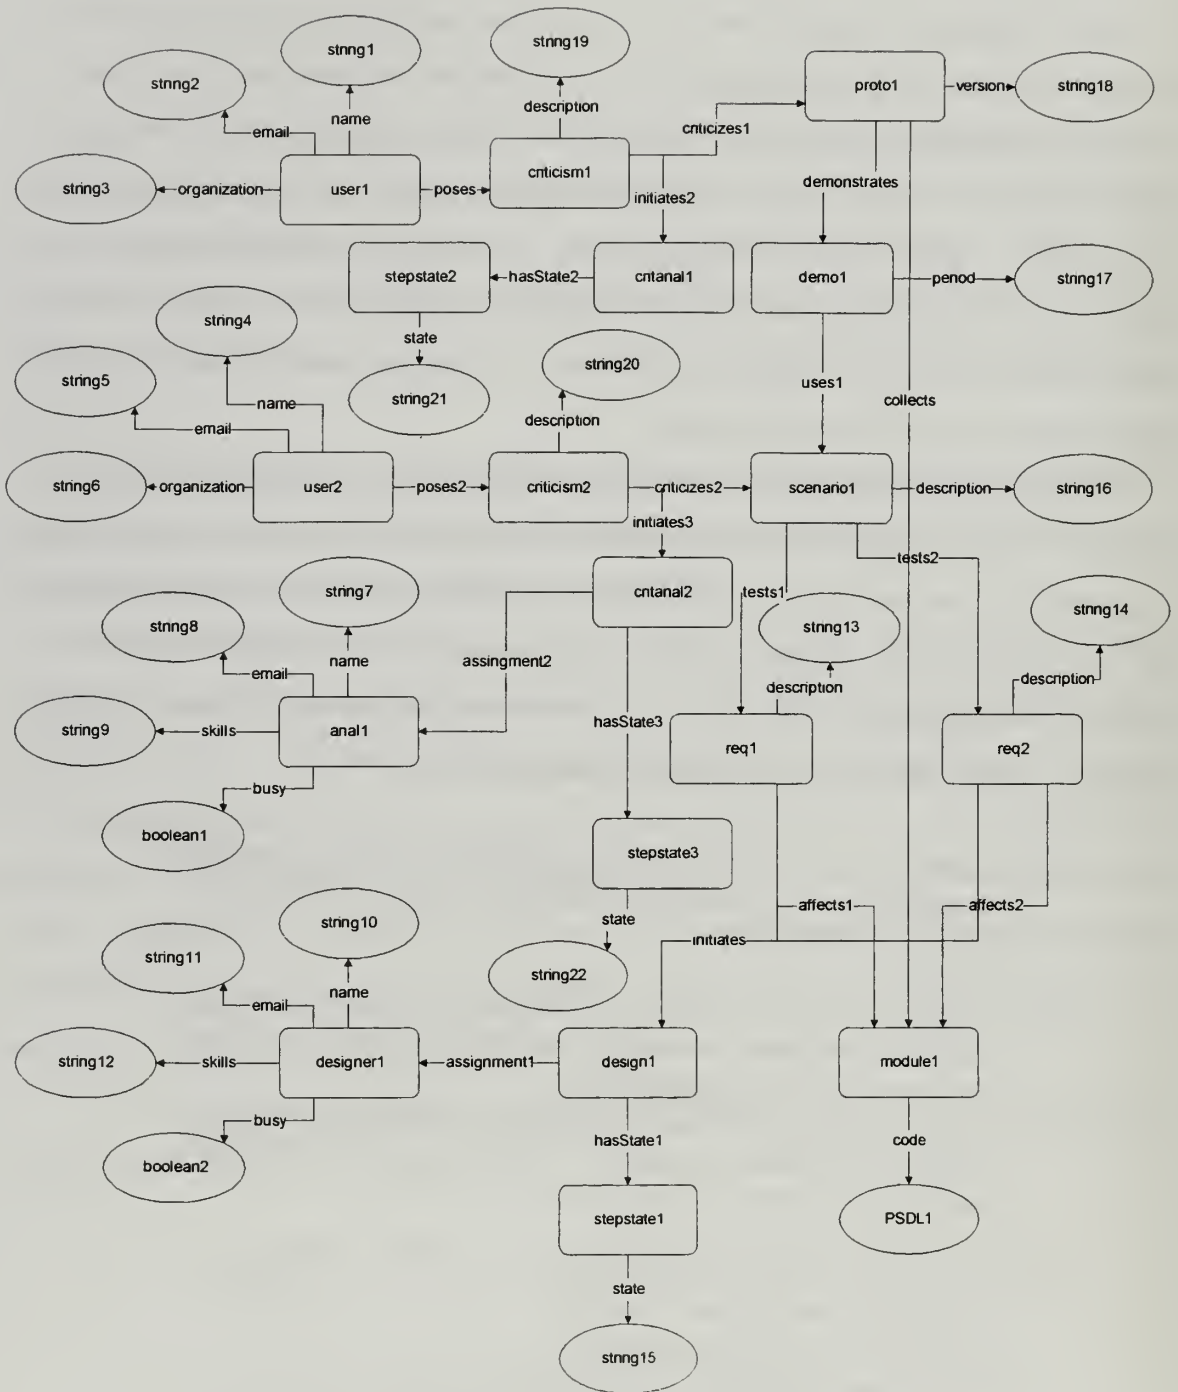 string1
string19
string2
proto1
version
string18
description
email
name
criticizes1
string3
organization
user1
poses
criticism1
demonstrates
initiates2
stepstate2
hasState2
critanal1
demo1
period
string17
string4
state
string20
string5
string21
uses1
collects
name
description
email
string6
organization
user2
poses2
criticism2
criticizes2
scenario1
description
string16
initiates3
tests2
string7
critanal2
tests1
string14
string8
string13
name
assingment2
email
description
description
string9
skills
anal1
hasState3
req1
req2
busy
boolean1
stepstate3
string10
affects1
affects2
state
string11
initiates
string22
name
email
string12
skills
designer1
assignment1
design1
module1
busy
hasState1
code
boolean2
stepstate1
PSDL1
state
string15